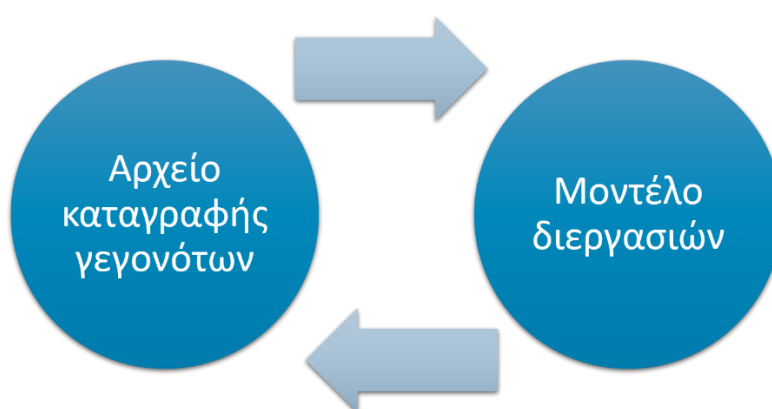 Αρχείο
καταγραφής
γεγονότων
Μοντέλο
διεργασιών